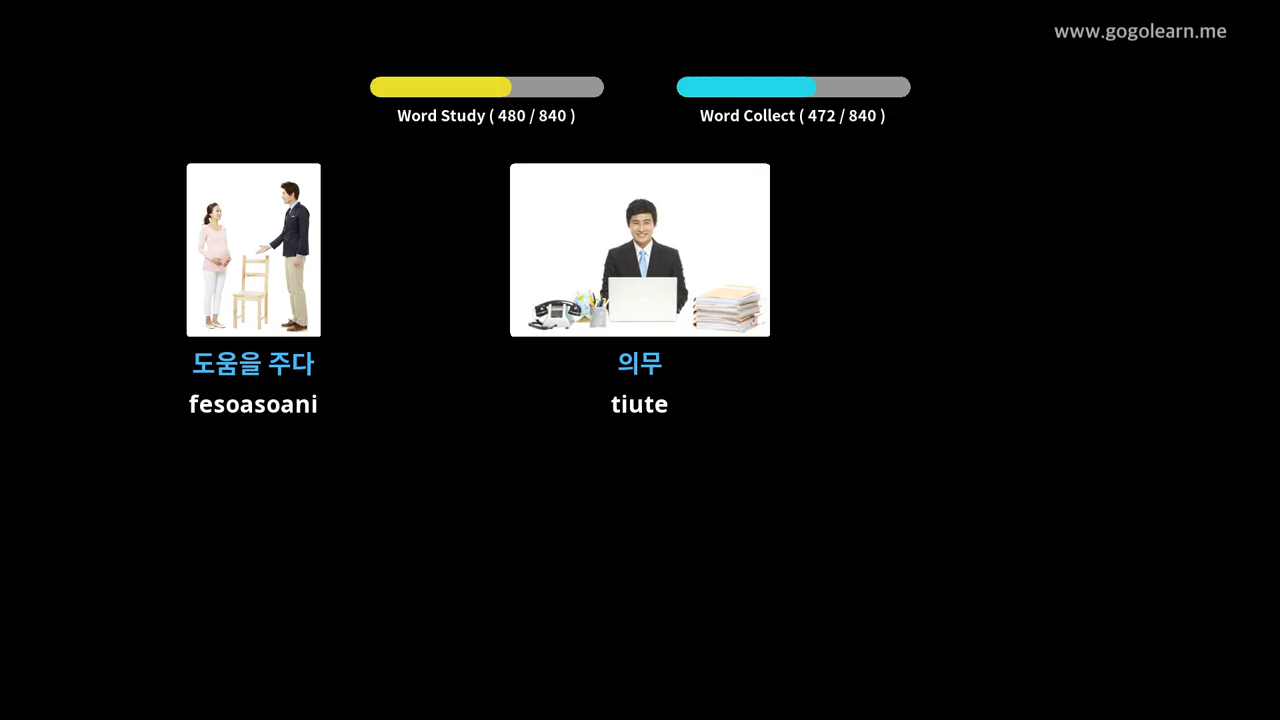 www.gogolearn.me
Word Study ( 480 / 840 )
Word Collect ( 472 / 840 )
도움을 주다
fesoasoani
의무
tiute